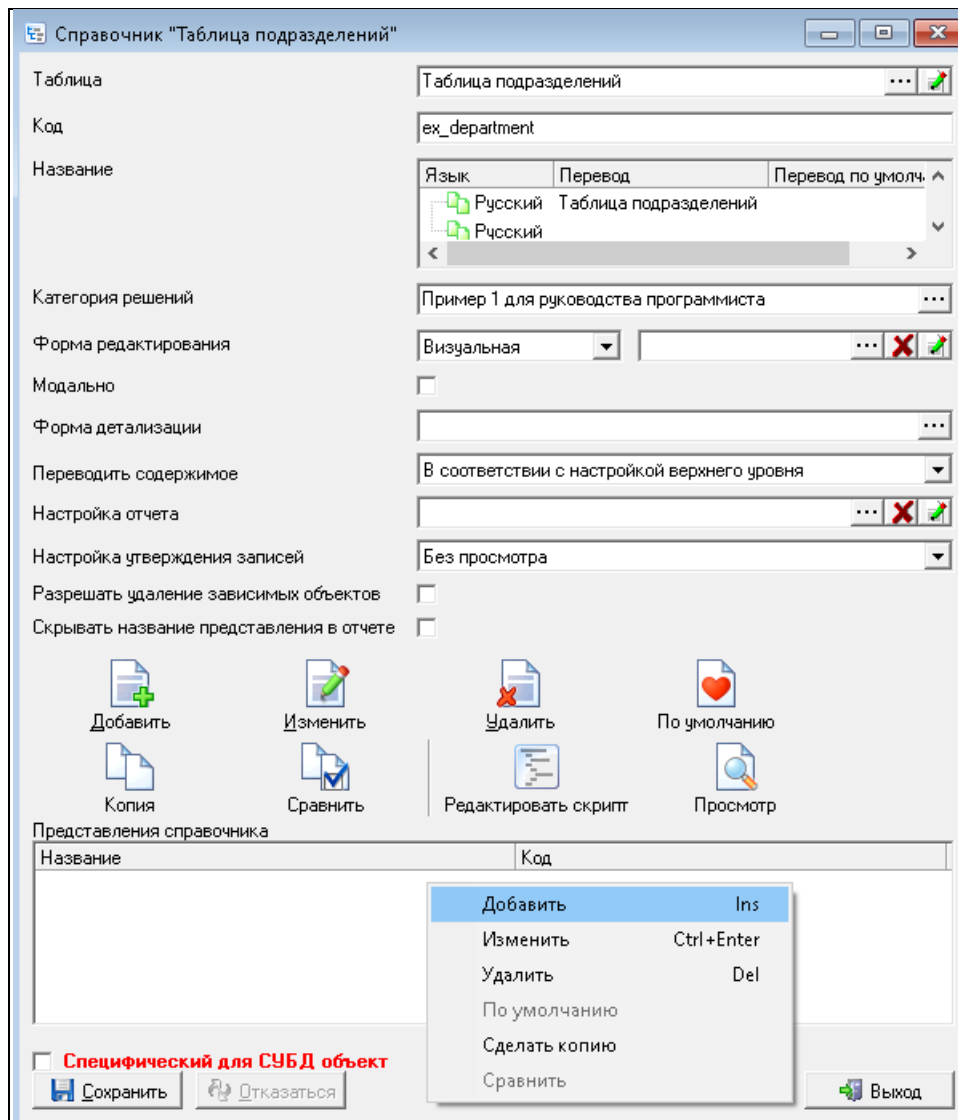 Справочник "Таблица подразделений"
Таблица Таблица подразделений ...
Код ex_department
Название Язык Перевод Перевод по умолч
Русский Таблица подразделений
Русский
Категория решений Пример 1 для руководства программиста ...
Форма редактирования Визуальная ...
Модально
Форма детализации ...
Переводить содержимое В соответствии с настройкой верхнего уровня
Настройка отчета ...
Настройка утверждения записей Без просмотра
Разрешать удаление зависимых объектов
Скрывать название представления в отчете
Добавить Изменить Удалить По умолчанию
Копия Сравнить Редактировать скрипт Просмотр
Представления справочника
Название Код
Добавить Ins
Изменить Ctrl+Enter
Удалить Del
По умолчанию
Сделать копию
Сравнить
Специфический для СУБД объект
Сохранить Отказаться Выход